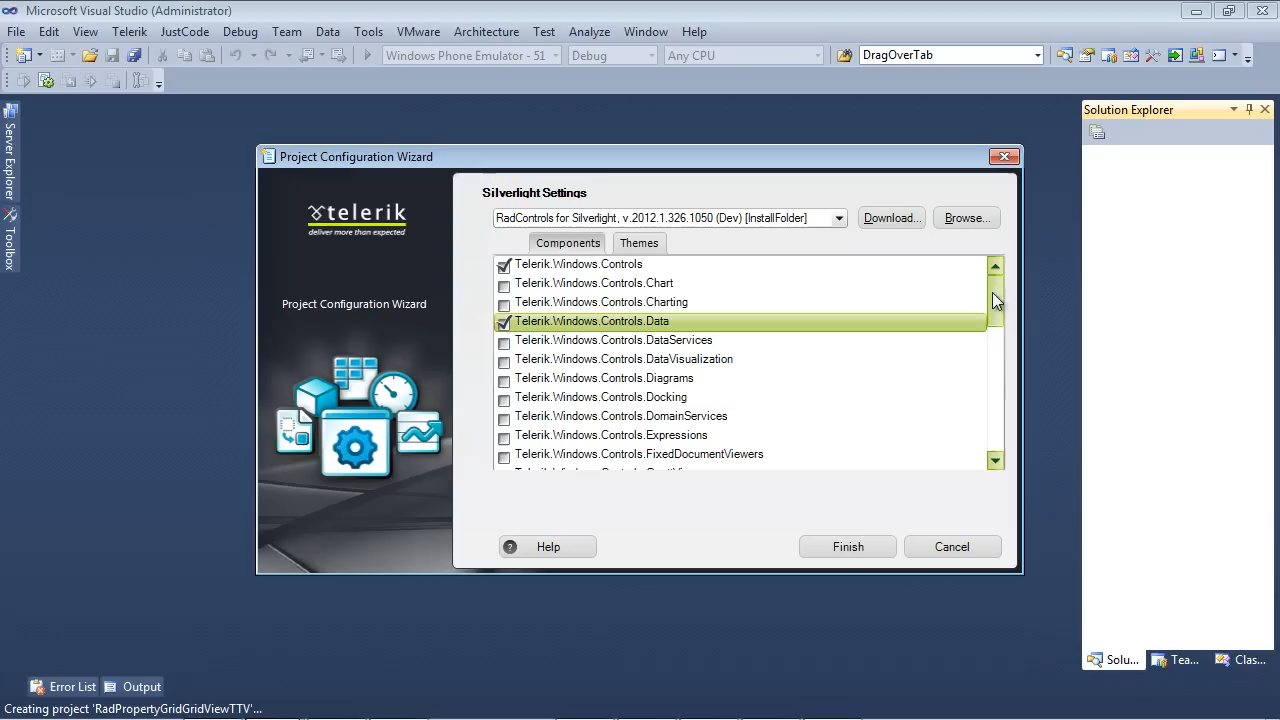 Microsoft Visual Studio (Administrator)
File Edit View Telerik JustCode Debug Team Data Tools VMware Architecture Test Analyze Window Help
Windows Phone Emulator - 51 Debug Any CPU DragOverTab
Server Explorer
Toolbox
Solution Explorer
Project Configuration Wizard
telerik
deliver more than expected
Project Configuration Wizard
Silverlight Settings
RadControls for Silverlight, v.2012.1.326.1050 (Dev) [InstallFolder] Download... Browse...
Components Themes
Telerik.Windows.Controls
Telerik.Windows.Controls.Chart
Telerik.Windows.Controls.Charting
Telerik.Windows.Controls.Data
Telerik.Windows.Controls.DataServices
Telerik.Windows.Controls.DataVisualization
Telerik.Windows.Controls.Diagrams
Telerik.Windows.Controls.Docking
Telerik.Windows.Controls.DomainServices
Telerik.Windows.Controls.Expressions
Telerik.Windows.Controls.FixedDocumentViewers
? Help Finish Cancel
Solu... Tea... Clas...
Error List Output
Creating project 'RadPropertyGridGridViewTTV'...